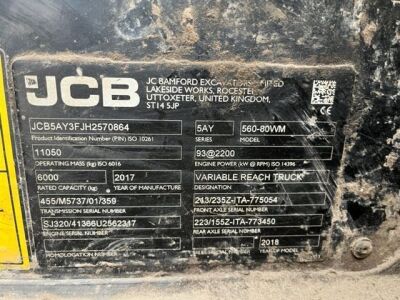 JCB
JC BAMFORD EXCAVATORS LIMITED
LAKESIDE WORKS, ROCESTER
UTTOXETER, UNITED KINGDOM,
ST14 5JP
CE
JCB5AY3FJH2570864 5AY 560-80WM
PRODUCT IDENTIFICATION NUMBER (PIN) ISO 10261 SERIES MODEL
11050 93@2200
OPERATING MASS (kg) ISO 6016 ENGINE POWER (kW @ RPM) ISO 14396
6000 2017 VARIABLE REACH TRUCK
RATED CAPACITY (kg) YEAR OF MANUFACTURE DESIGNATION
455/M5737/01/359 213/235Z-ITA-775054
TRANSMISSION SERIAL NUMBER FRONT AXLE SERIAL NUMBER
SJ320/41366U2562317 223/155Z-ITA-773450
ENGINE SERIAL NUMBER REAR AXLE SERIAL NUMBER
2018
YEAR OF MODEL